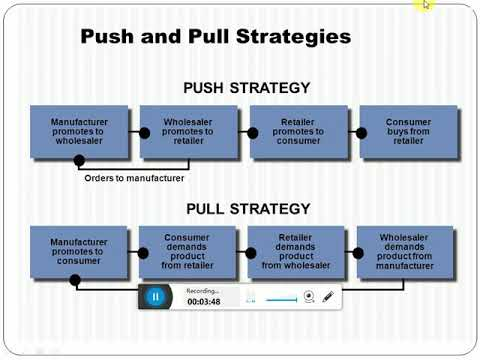 Push and Pull Strategies
PUSH STRATEGY
Manufacturer
promotes to
wholesaler
Wholesaler
promotes to
retailer
Retailer
promotes to
consumer
Consumer
buys from
retailer
Orders to manufacturer
PULL STRATEGY
Manufacturer
promotes to
consumer
Consumer
demands
product
from retailer
Retailer
demands
product
from wholesaler
Wholesaler
demands
product from
manufacturer
Recording...
00:03:48